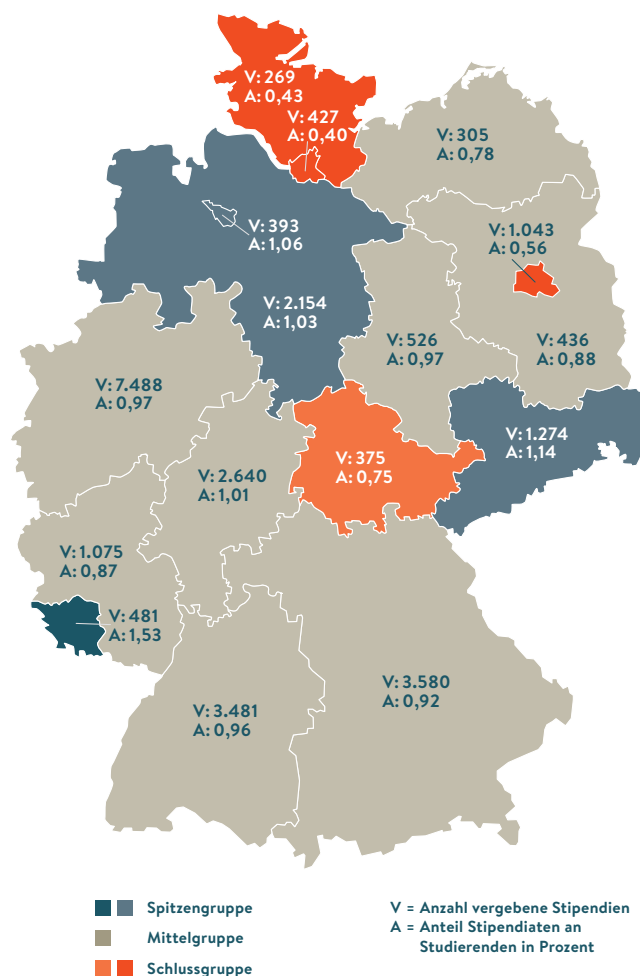 V: 269
A: 0,43
V: 427
A: 0,40
V: 305
A: 0,78
V: 393
A: 1,06
V: 1.043
A: 0,56
V: 2.154
A: 1,03
V: 526
A: 0,97
V: 436
A: 0,88
V: 7.488
A: 0,97
V: 1.274
A: 1,14
V: 375
A: 0,75
V: 2.640
A: 1,01
V: 1.075
A: 0,87
V: 481
A: 1,53
V: 3.580
A: 0,92
V: 3.481
A: 0,96
Spitzengruppe
Mittelgruppe
Schlussgruppe
V = Anzahl vergebene Stipendien
A = Anteil Stipendiaten an
Studierenden in Prozent